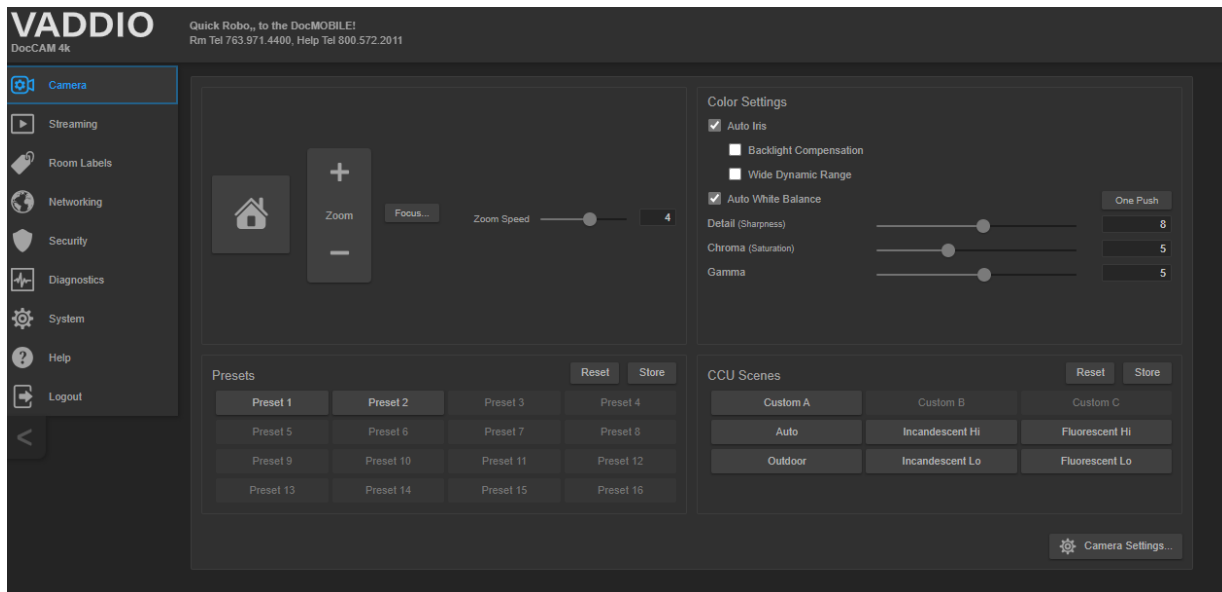 VADDIO
DocCAM 4k
Quick Robo,, to the DocMOBILE!
Rm Tel 763.971.4400, Help Tel 800.572.2011
Camera
Streaming
Room Labels
Networking
Security
Diagnostics
System
Help
Logout
<
+
Zoom
−
Focus...
Zoom Speed 4
Color Settings
Auto Iris
Backlight Compensation
Wide Dynamic Range
Auto White Balance One Push
Detail (Sharpness) 8
Chroma (Saturation) 5
Gamma 5
Presets Reset Store
Preset 1 Preset 2 Preset 3 Preset 4
Preset 5 Preset 6 Preset 7 Preset 8
Preset 9 Preset 10 Preset 11 Preset 12
Preset 13 Preset 14 Preset 15 Preset 16
CCU Scenes Reset Store
Custom A Custom B Custom C
Auto Incandescent Hi Fluorescent Hi
Outdoor Incandescent Lo Fluorescent Lo
Camera Settings...